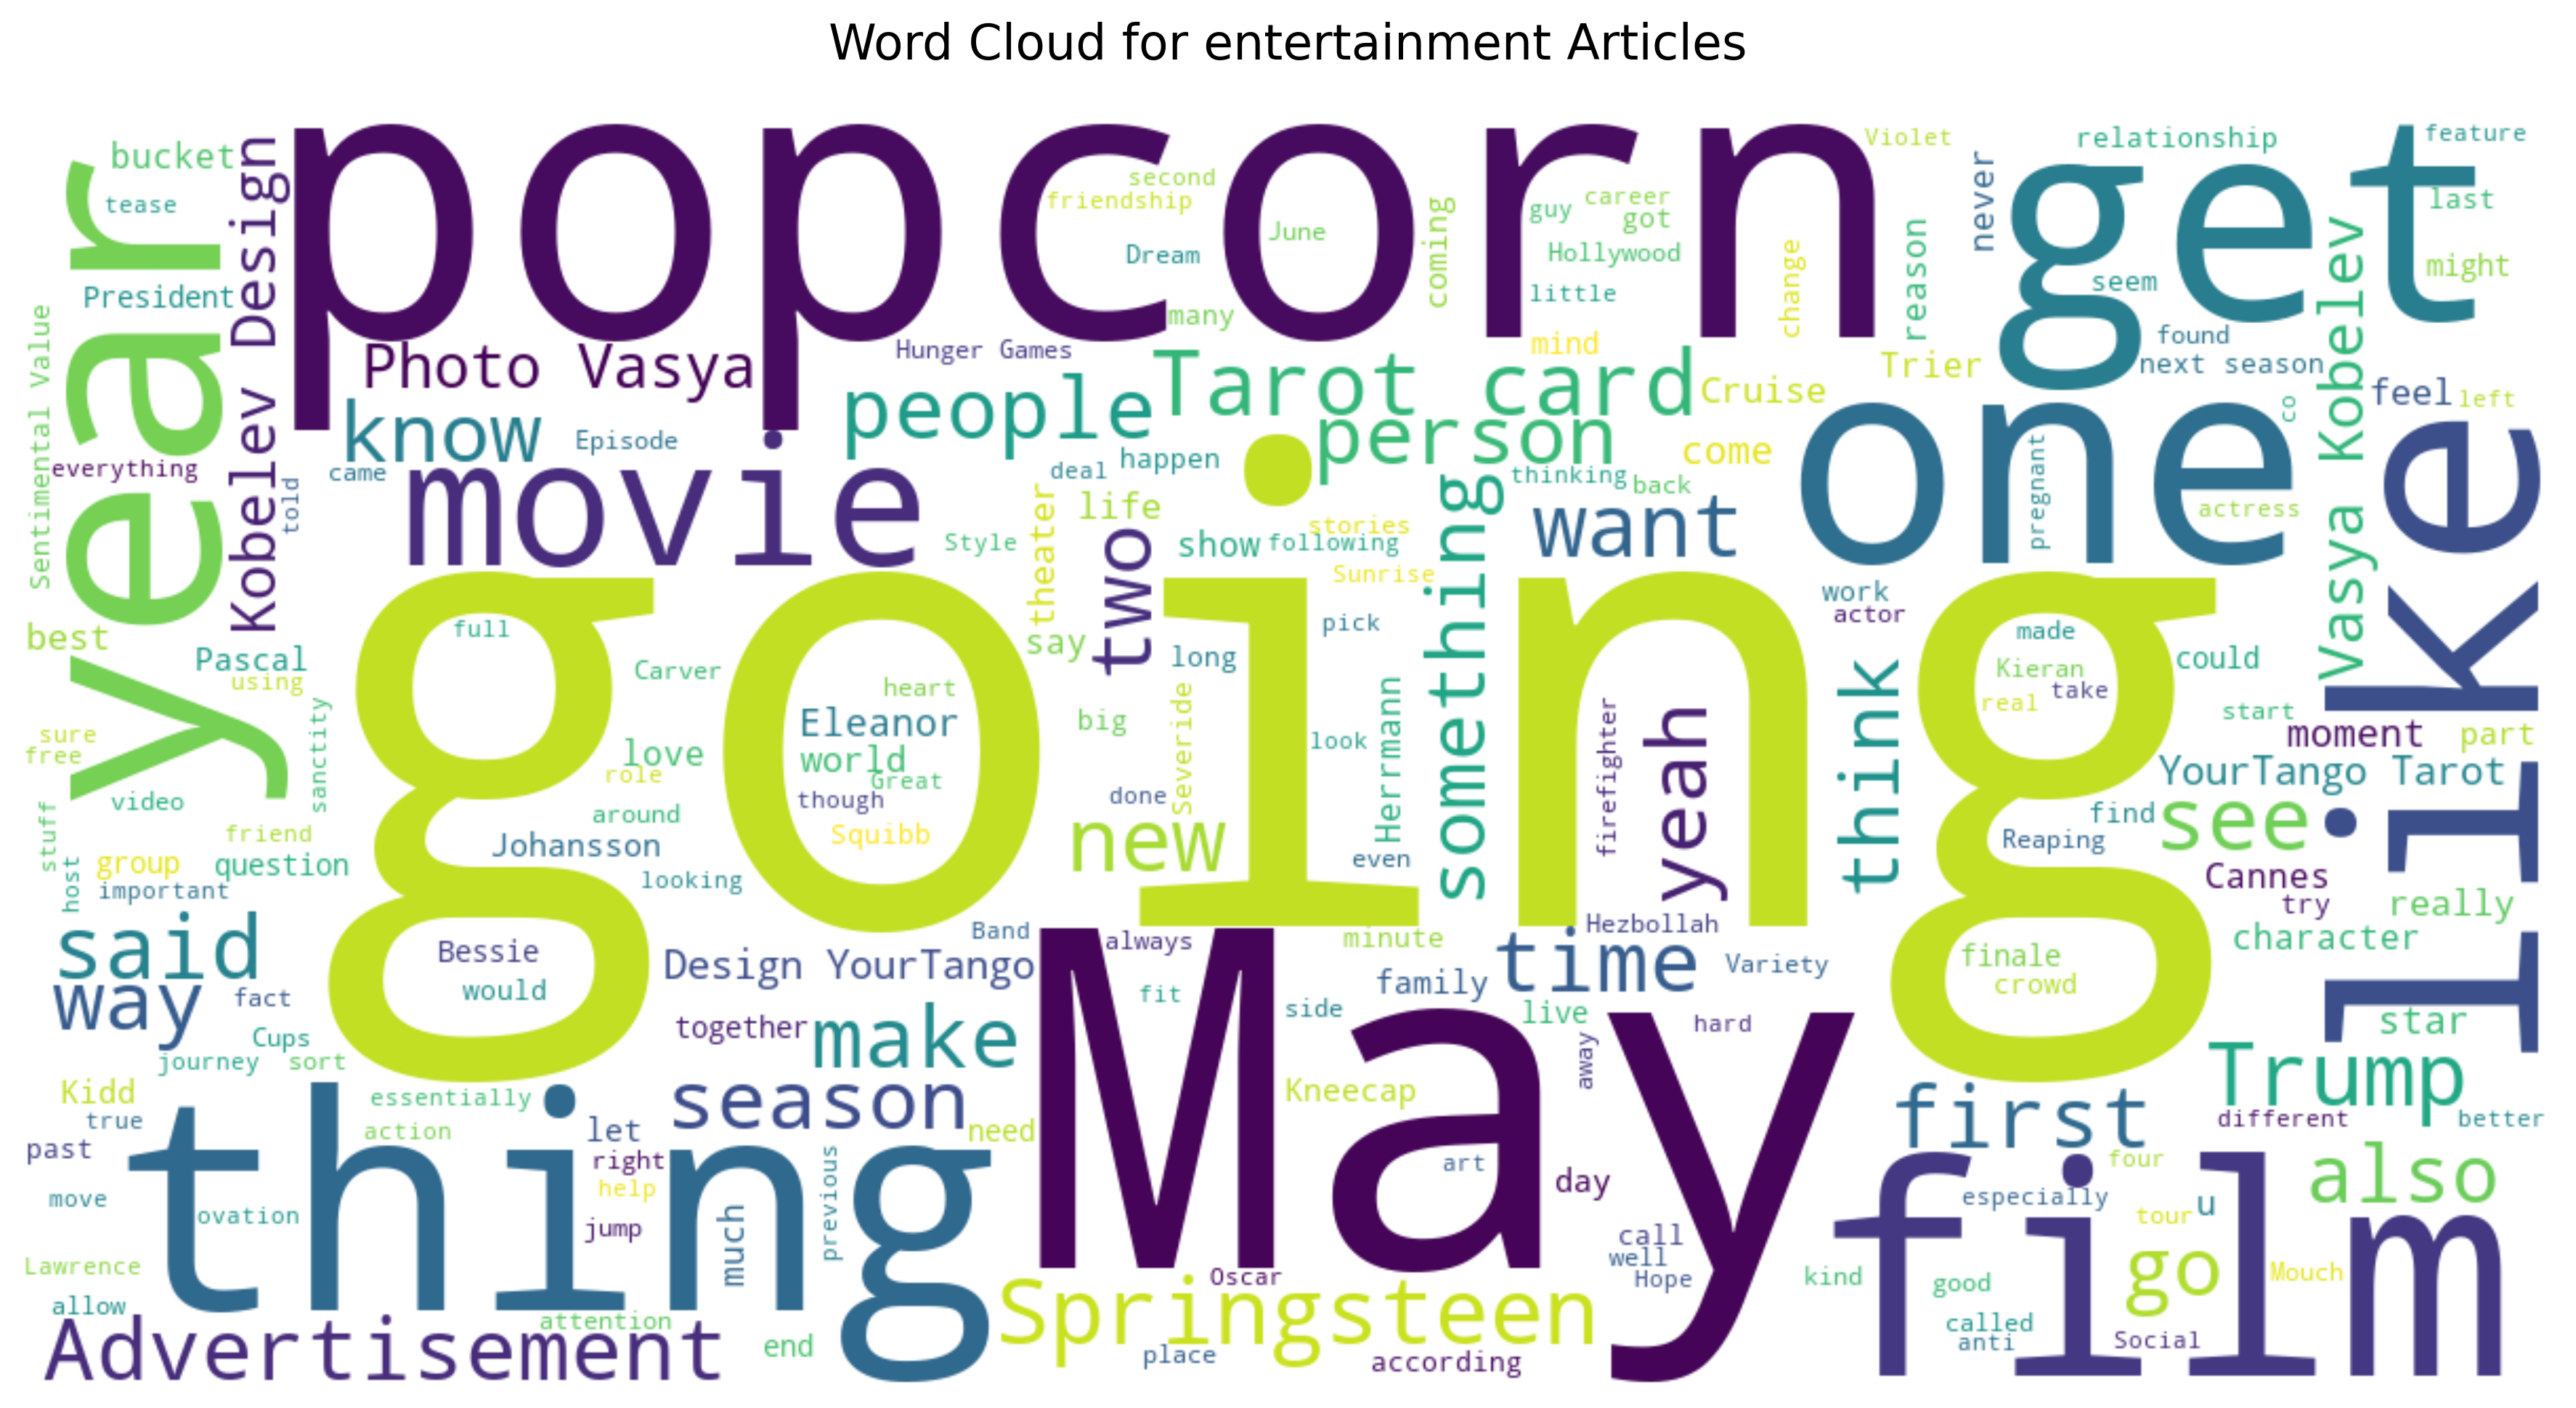 Word Cloud for entertainment Articles
bucket
tease
President
year
Kobelev Design
popcorn
second
friendship
June
Dream
many
coming
guy
career
got
Hollywood
little
change
mind
Violet
relationship
never
reason
get
seem
feature
last
might
found
next season
Sentimental Value
everything
told
Photo Vasya
Hunger Games
know
Episode
came
people
Tarot card
Cruise
Trier
person
come
deal
happen
thinking
back
movie
Style
theater
life
two
show
following
stories
Sunrise
something
want
one
pregnant
actress
co
Vasya Kobelev
feel
left
like
best
Pascal
using
sanctity
sure
free
video
stuff
host
friend
group
question
important
going
full
Carver
love
role
around
Johansson
looking
heart
Eleanor
world
Great
though
Squibb
say
long
big
Severide
done
new
pick
look
Herrmann
even
firefighter
yeah
think
work
actor
made
Kieran
real
take
could
start
moment
part
YourTango Tarot
find
see
Reaping
Cannes
try
really
character
said
way
fact
Cups
journey
sort
Bessie
would
Design YourTango
Band
together
make
season
need
always
fit
minute
side
family
time
Hezbollah
Variety
live
hard
away
finale
crowd
star
Trump
different
better
Kidd
true
past
move
ovation
Lawrence
allow
essentially
action
thing
let
right
help
jump
much
previous
attention
end
Advertisement
May
Kneecap
art
day
call
well
Hope
Oscar
Springsteen
place
according
first
four
also
especially
tour
u
go
Mouch
kind
good
called
anti
Social
film